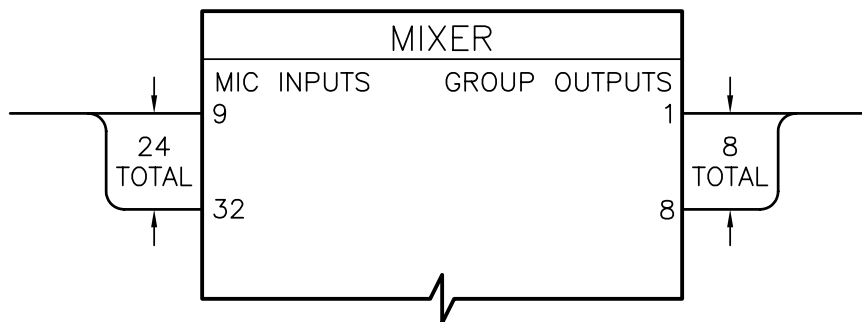 MIXER
MIC INPUTS GROUP OUTPUTS
9 1
24 TOTAL 8 TOTAL
32 8